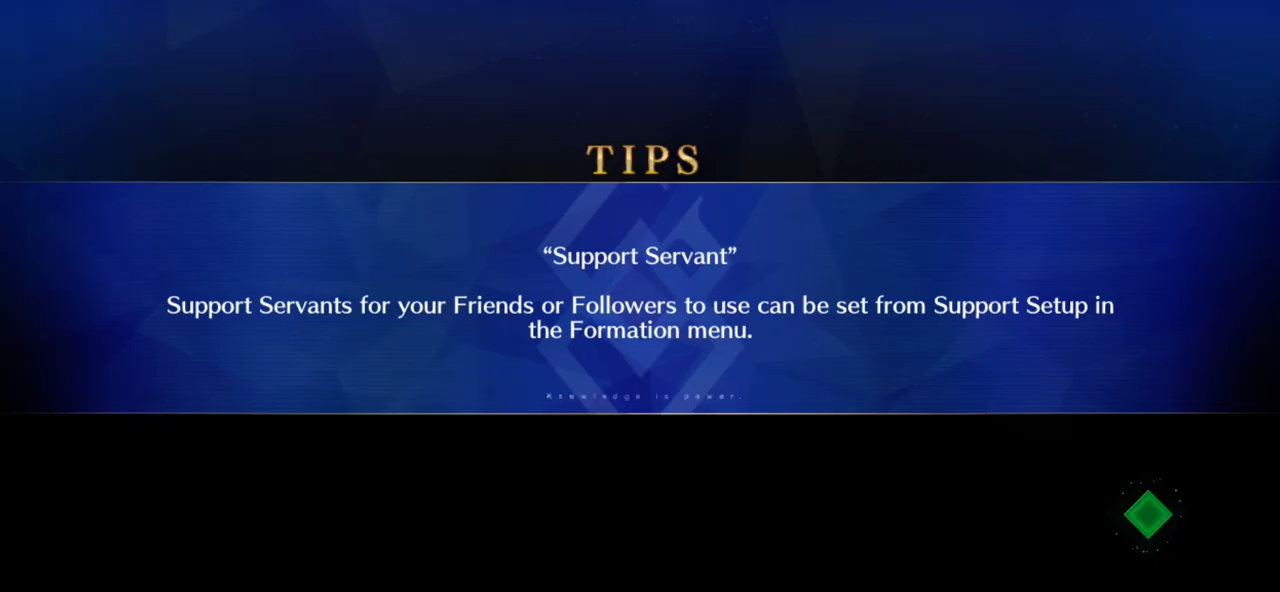 TIPS
“Support Servant”
Support Servants for your Friends or Followers to use can be set from Support Setup in
the Formation menu.
Knowledge is power.